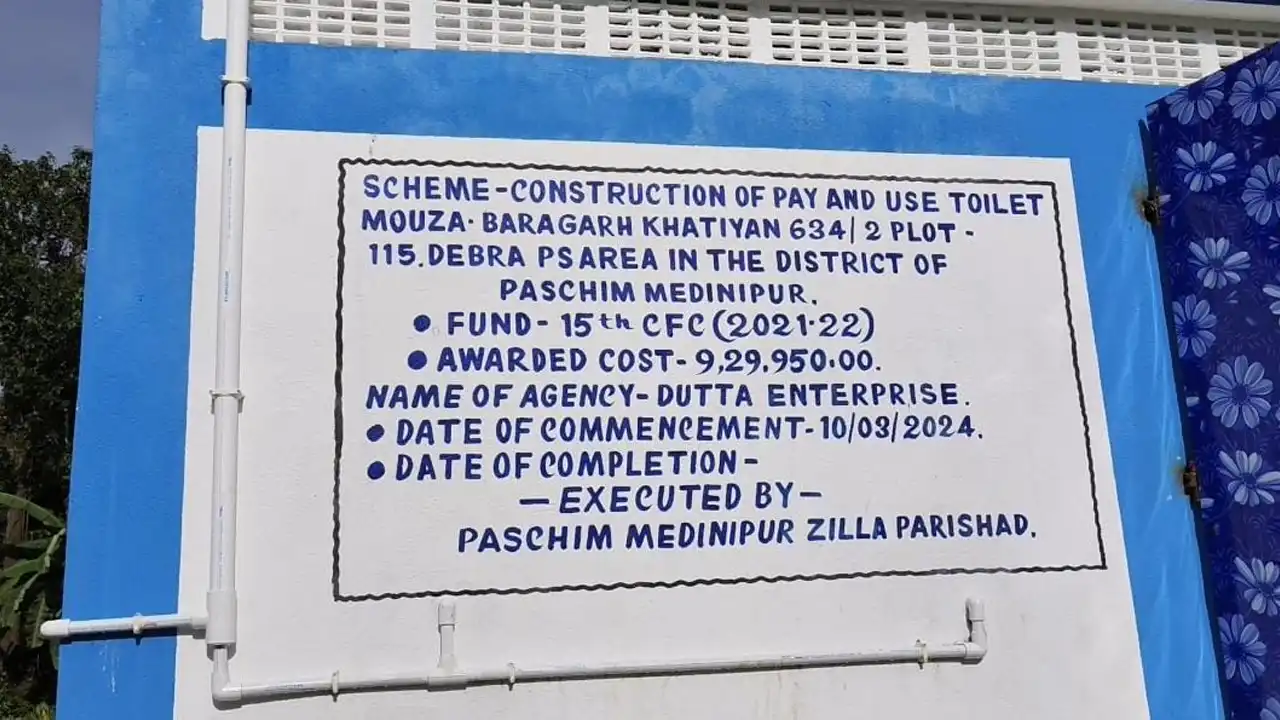 SCHEME-CONSTRUCTION OF PAY AND USE TOILET
MOUZA· BARAGARH KHATIYAN 634/2 PLOT -
115.DEBRA PS AREA IN THE DISTRICT OF
PASCHIM MEDINIPUR.
• FUND- 15th CFC (2021·22)
• AWARDED COST- 9,29,950·00.
NAME OF AGENCY- DUTTA ENTERPRISE.
• DATE OF COMMENCEMENT-10/03/2024.
• DATE OF COMPLETION -
— EXECUTED BY —
PASCHIM MEDINIPUR ZILLA PARISHAD.